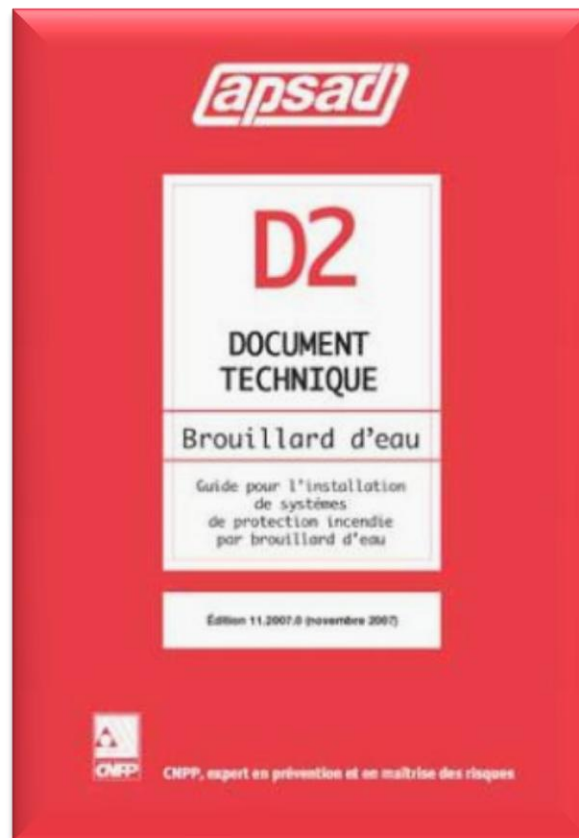 apsad
D2
DOCUMENT
TECHNIQUE
Brouillard d'eau
Guide pour l'installation
de systèmes
de protection incendie
par brouillard d'eau
Édition 11.2007.0 (novembre 2007)
CNPP
CNPP, expert en prévention et en maîtrise des risques